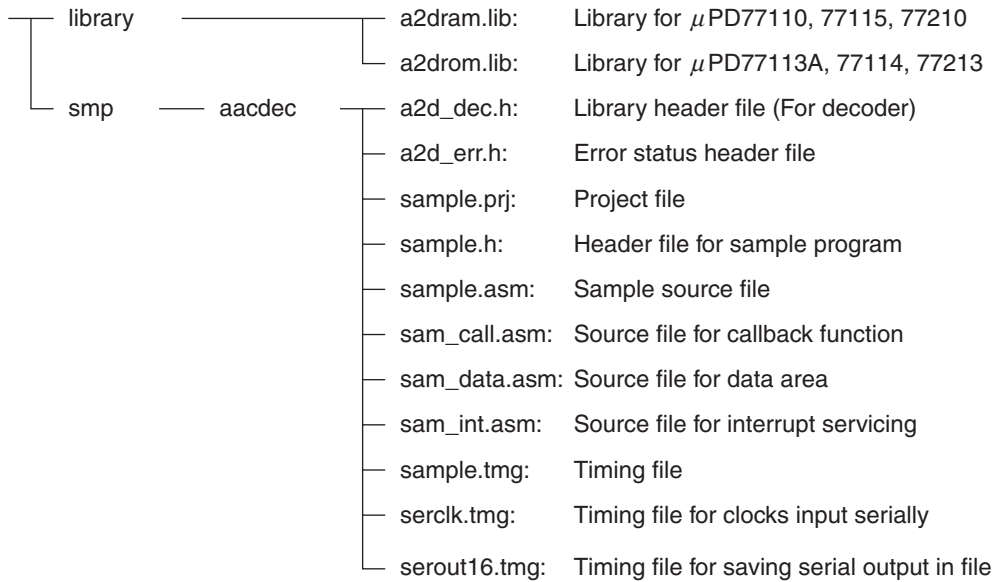 library a2dram.lib: Library for μPD77110, 77115, 77210
a2drom.lib: Library for μPD77113A, 77114, 77213
smp aacdec a2d_dec.h: Library header file (For decoder)
a2d_err.h: Error status header file
sample.prj: Project file
sample.h: Header file for sample program
sample.asm: Sample source file
sam_call.asm: Source file for callback function
sam_data.asm: Source file for data area
sam_int.asm: Source file for interrupt servicing
sample.tmg: Timing file
serclk.tmg: Timing file for clocks input serially
serout16.tmg: Timing file for saving serial output in file